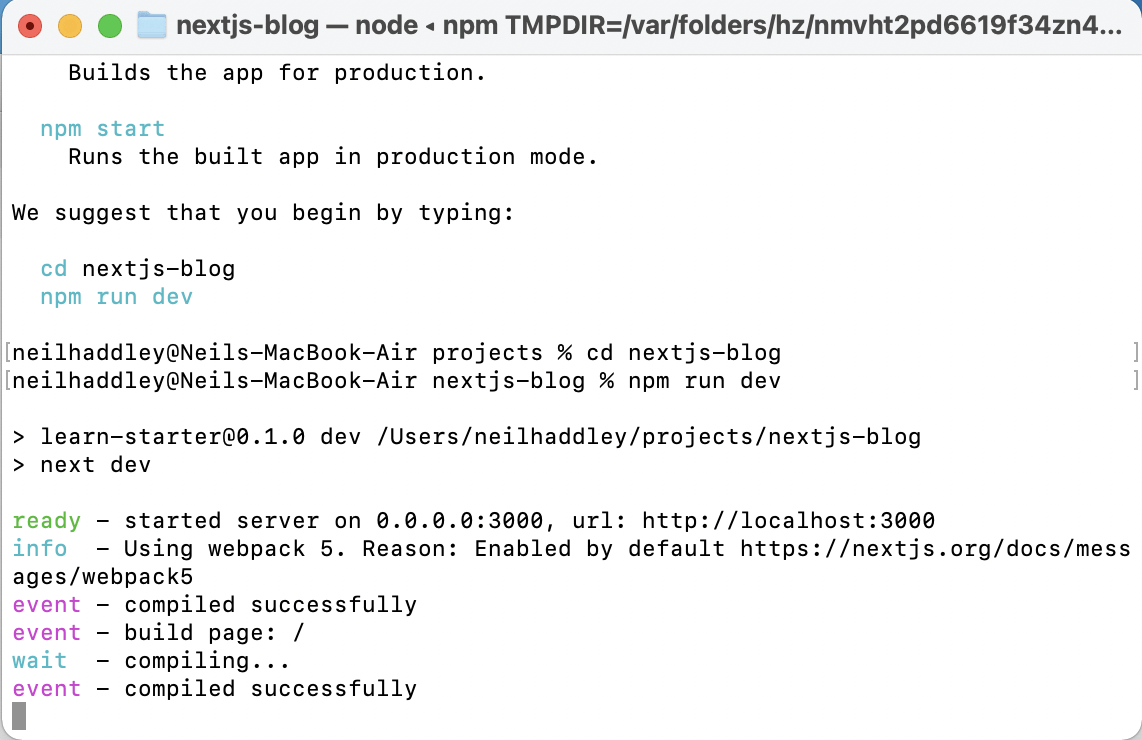 nextjs-blog — node ◂ npm TMPDIR=/var/folders/hz/nmvht2pd6619f34zn4...
Builds the app for production.
npm start
Runs the built app in production mode.
We suggest that you begin by typing:
cd nextjs-blog
npm run dev
[neilhaddley@Neils-MacBook-Air projects % cd nextjs-blog ]
[neilhaddley@Neils-MacBook-Air nextjs-blog % npm run dev ]
> learn-starter@0.1.0 dev /Users/neilhaddley/projects/nextjs-blog
> next dev
ready - started server on 0.0.0.0:3000, url: http://localhost:3000
info  - Using webpack 5. Reason: Enabled by default https://nextjs.org/docs/mess
ages/webpack5
event - compiled successfully
event - build page: /
wait  - compiling...
event - compiled successfully